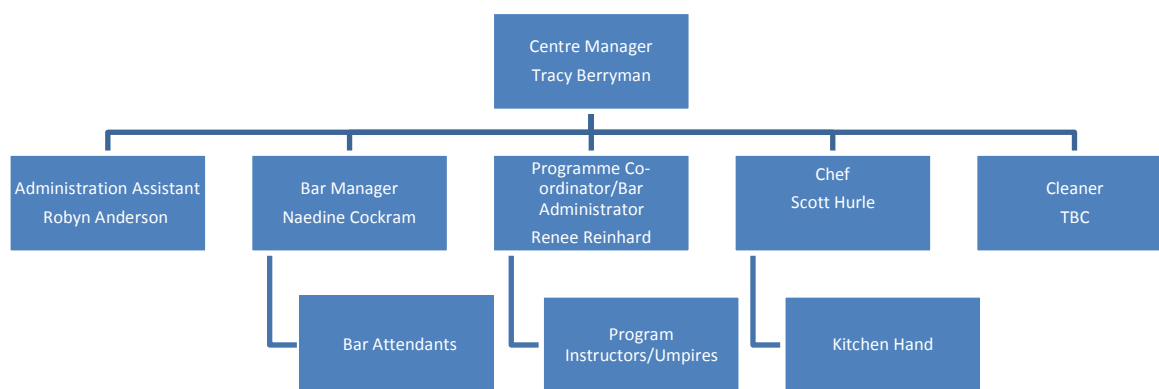 Centre Manager
Tracy Berryman
Administration Assistant
Robyn Anderson
Bar Manager
Naedine Cockram
Programme Co-
ordinator/Bar
Administrator
Renee Reinhard
Chef
Scott Hurle
Cleaner
TBC
Bar Attendants
Program
Instructors/Umpires
Kitchen Hand